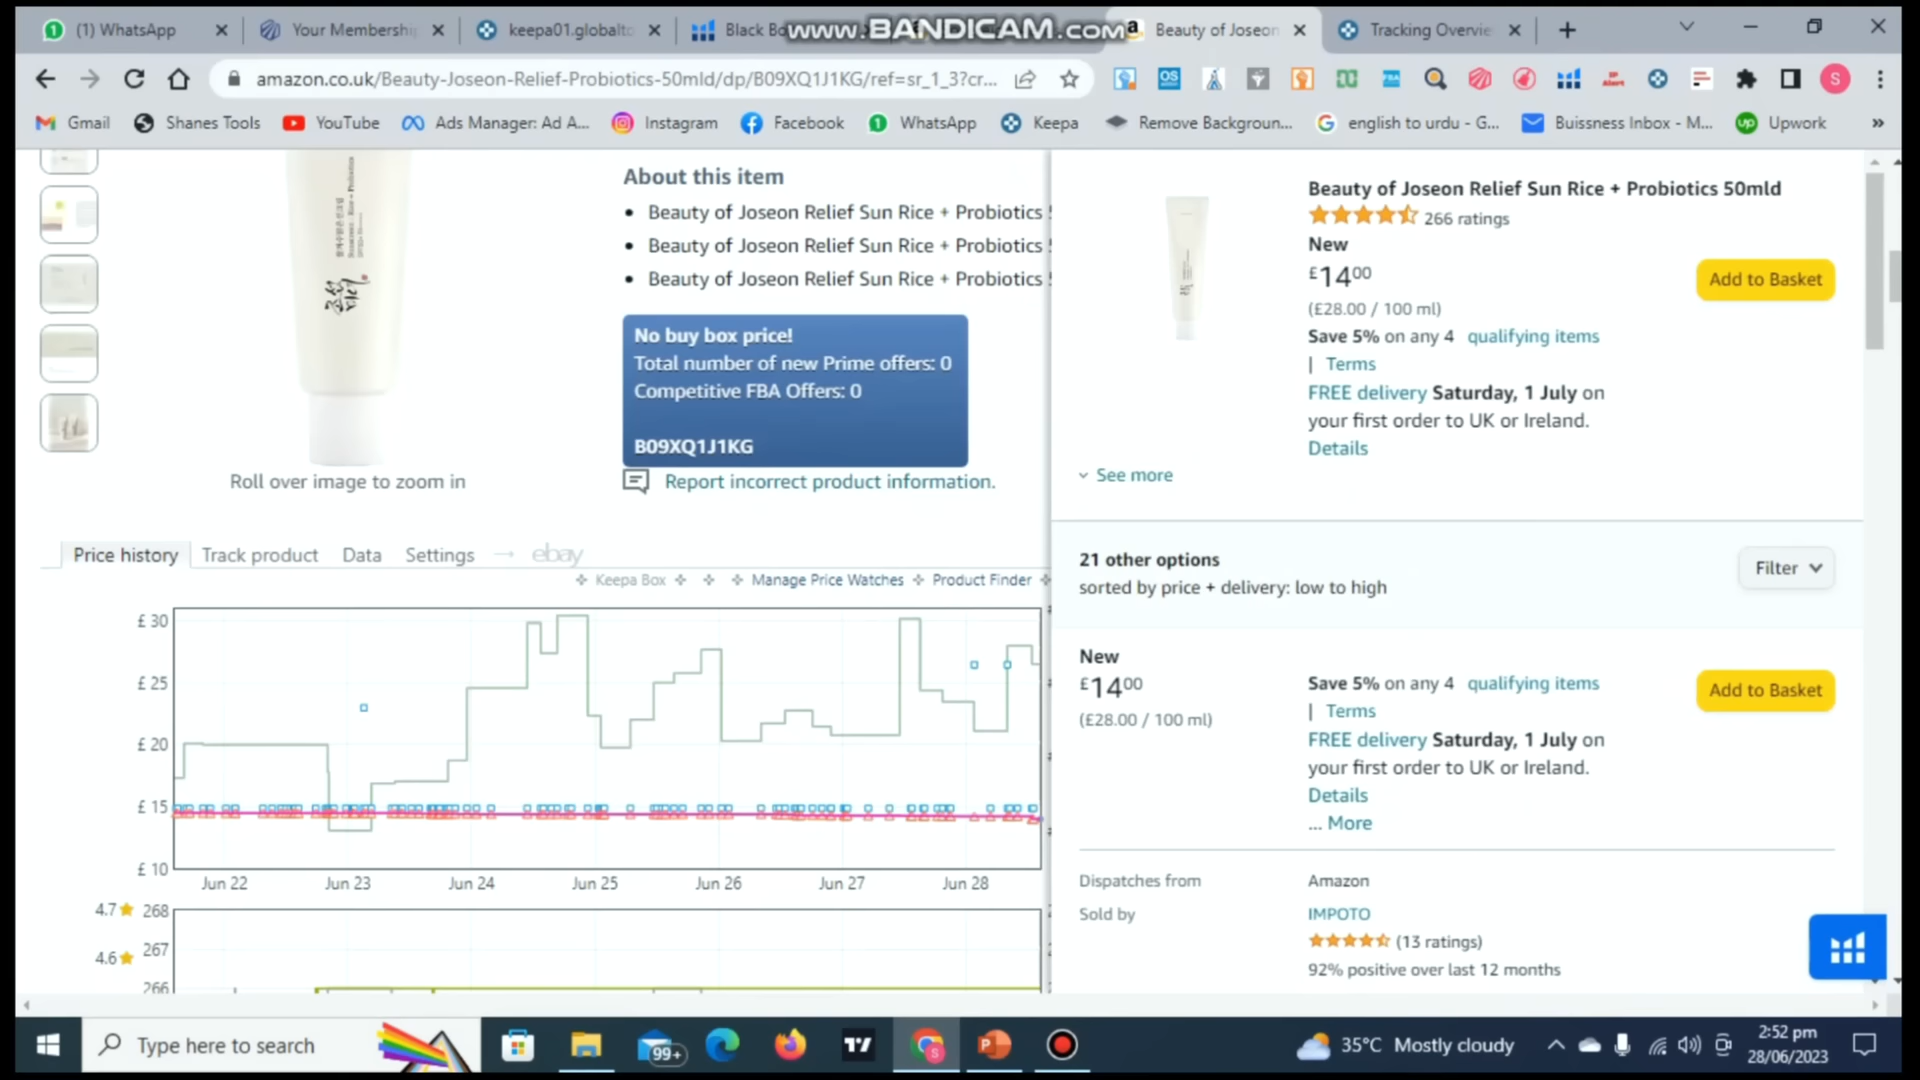 (1) WhatsApp
Your Membership
keepa01.globalto
Black Bo
www.BANDICAM.com
Beauty of Joseon
Tracking Overvie
amazon.co.uk/Beauty-Joseon-Relief-Probiotics-50mld/dp/B09XQ1J1KG/ref=sr_1_3?cr...
Gmail
Shanes Tools
YouTube
Ads Manager: Ad A...
Instagram
Facebook
WhatsApp
Keepa
Remove Backgroun...
english to urdu - G...
Buissness Inbox - M...
Upwork
»
About this item
Beauty of Joseon Relief Sun Rice + Probiotics
Beauty of Joseon Relief Sun Rice + Probiotics
Beauty of Joseon Relief Sun Rice + Probiotics
No buy box price!
Total number of new Prime offers: 0
Competitive FBA Offers: 0
B09XQ1J1KG
Roll over image to zoom in
Report incorrect product information.
Price history
Track product
Data
Settings
ebay
Keepa Box
Manage Price Watches
Product Finder
£ 30
£ 25
£ 20
£ 15
£ 10
Jun 22
Jun 23
Jun 24
Jun 25
Jun 26
Jun 27
Jun 28
4.7 268
267
4.6
266
Beauty of Joseon Relief Sun Rice + Probiotics 50mld
266 ratings
New
£14⁰⁰
Add to Basket
(£28.00 / 100 ml)
Save 5% on any 4 qualifying items
| Terms
FREE delivery Saturday, 1 July on
your first order to UK or Ireland.
Details
See more
21 other options
sorted by price + delivery: low to high
Filter
New
£14⁰⁰
(£28.00 / 100 ml)
Save 5% on any 4 qualifying items
| Terms
FREE delivery Saturday, 1 July on
your first order to UK or Ireland.
Details
... More
Add to Basket
Dispatches from
Amazon
Sold by
IMPOTO
(13 ratings)
92% positive over last 12 months
Type here to search
99+
35°C Mostly cloudy
2:52 pm
28/06/2023